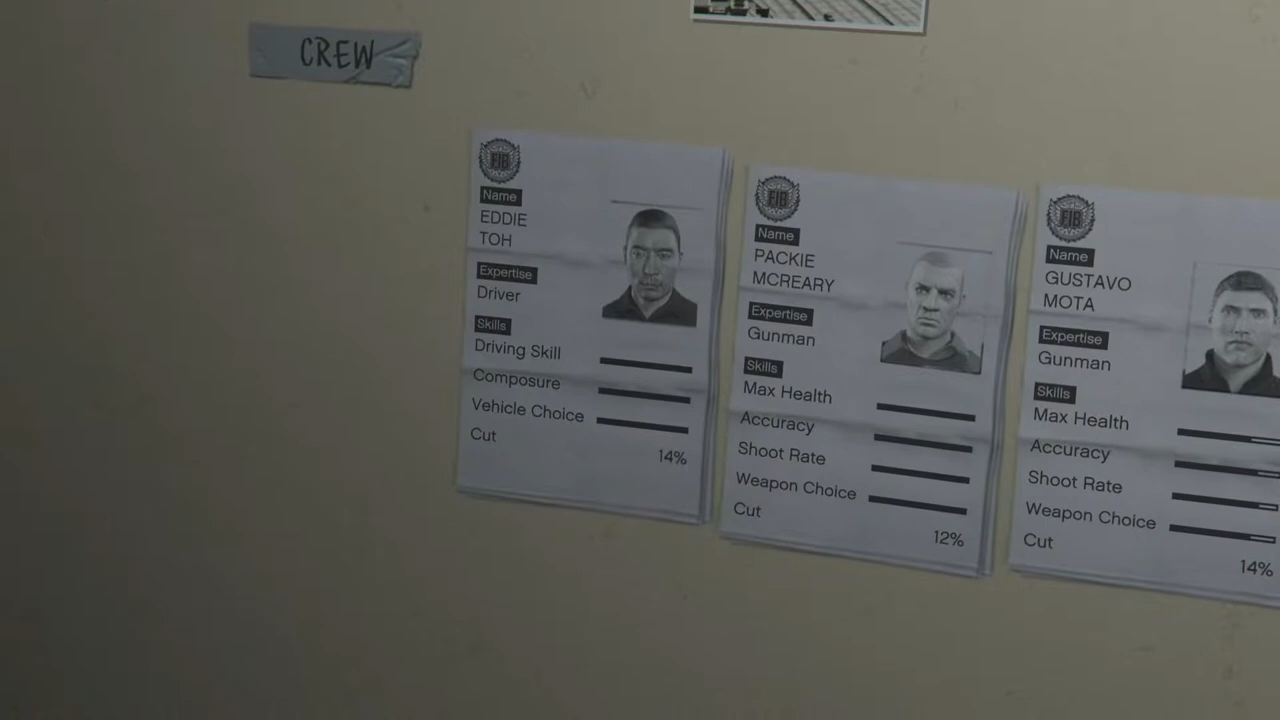 CREW
FIB
Name
EDDIE
TOH
Expertise
Driver
Skills
Driving Skill
Composure
Vehicle Choice
Cut
14%
FIB
Name
PACKIE
MCREARY
Expertise
Gunman
Skills
Max Health
Accuracy
Shoot Rate
Weapon Choice
Cut
12%
FIB
Name
GUSTAVO
MOTA
Expertise
Gunman
Skills
Max Health
Accuracy
Shoot Rate
Weapon Choice
Cut
14%